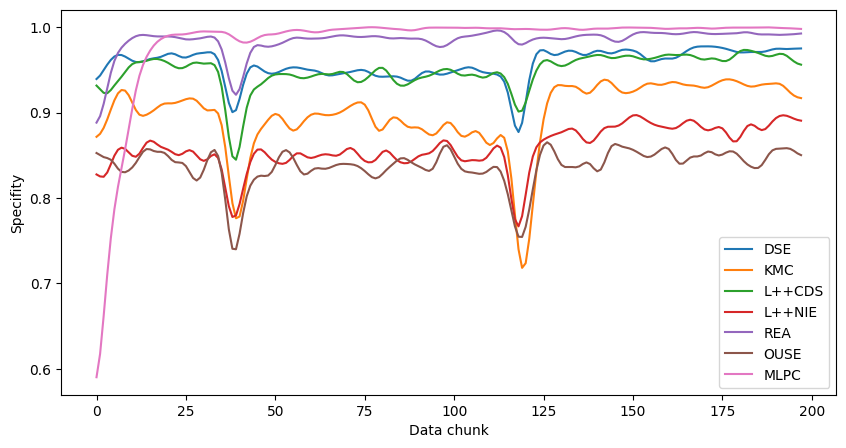 1.0
0.9
0.8
0.7
0.6
Specifity
0
25
50
75
100
125
150
175
200
Data chunk
DSE
KMC
L++CDS
L++NIE
REA
OUSE
MLPC